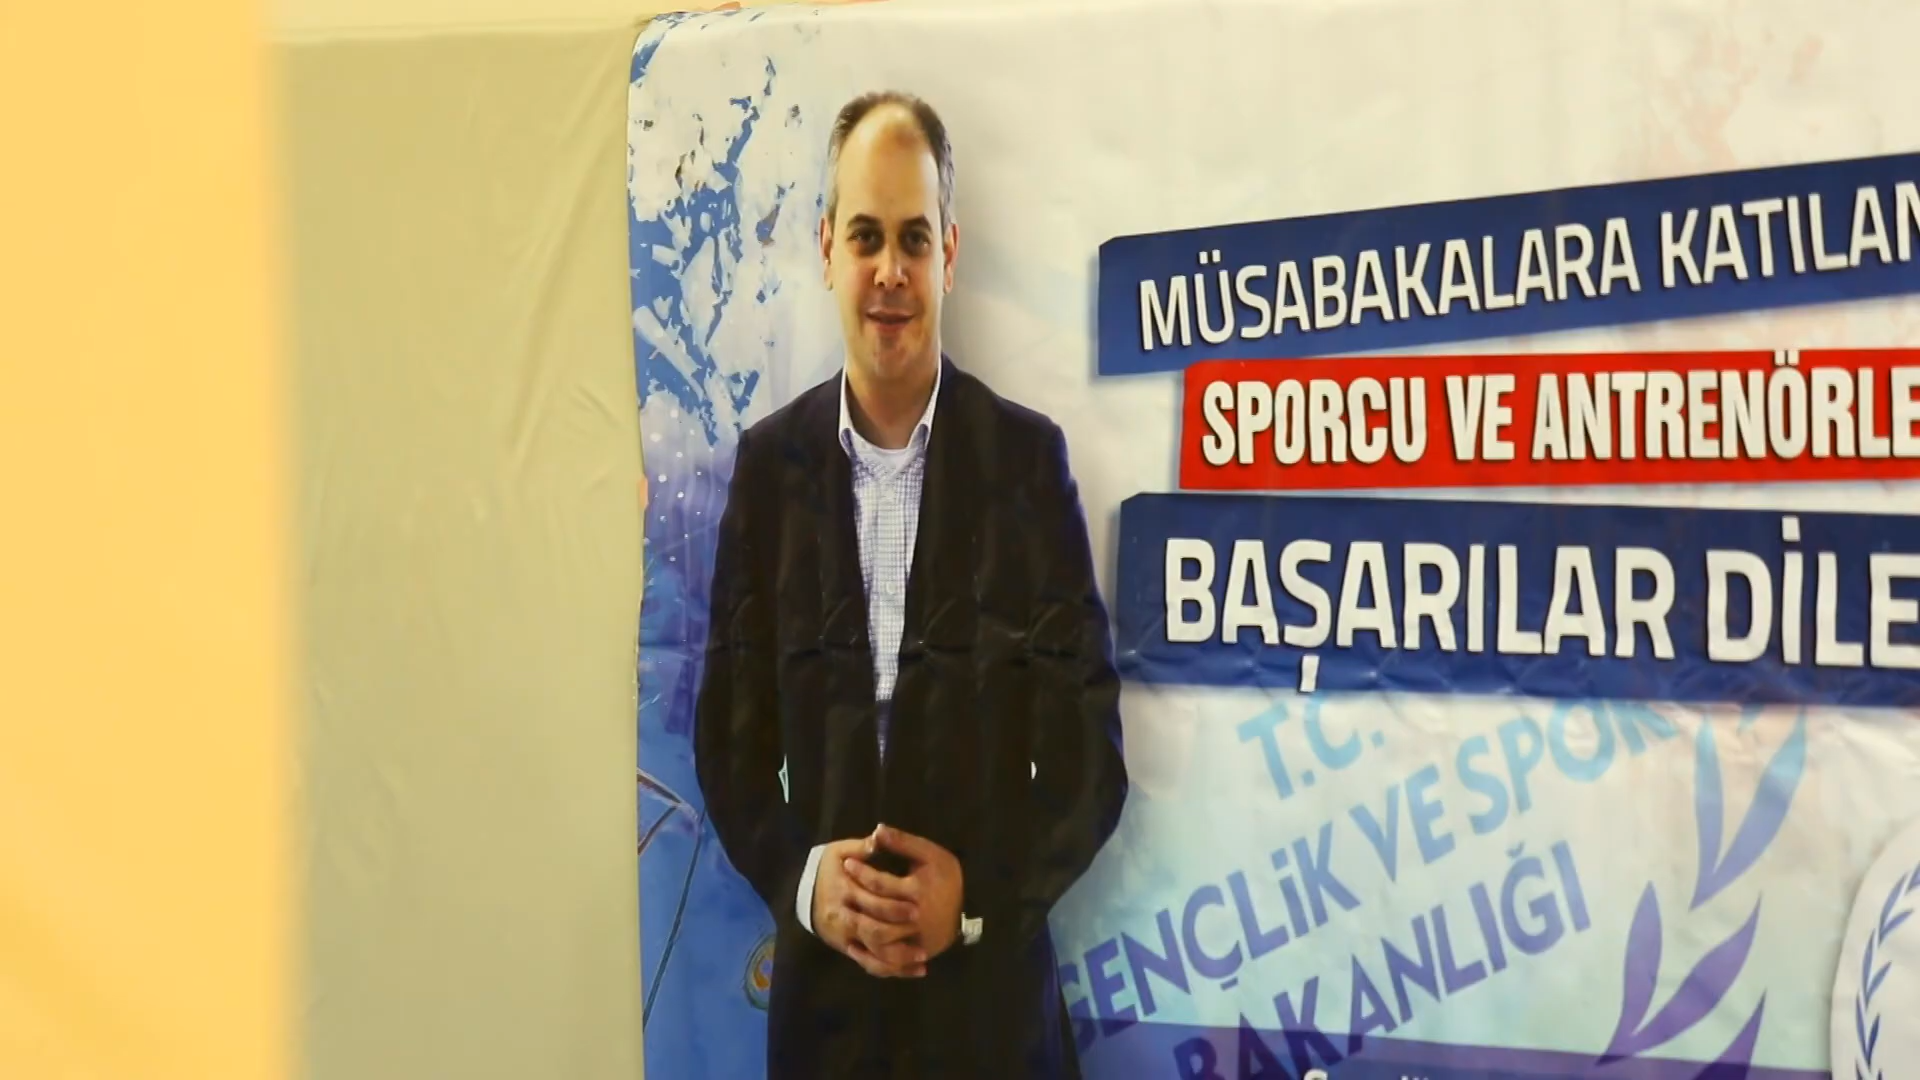 MÜSABAKALARA KATILAN
SPORCU VE ANTRENÖRLE
BAŞARILAR DİLE
T.C.
GENÇLİK VE SPOR
BAKANLIĞI